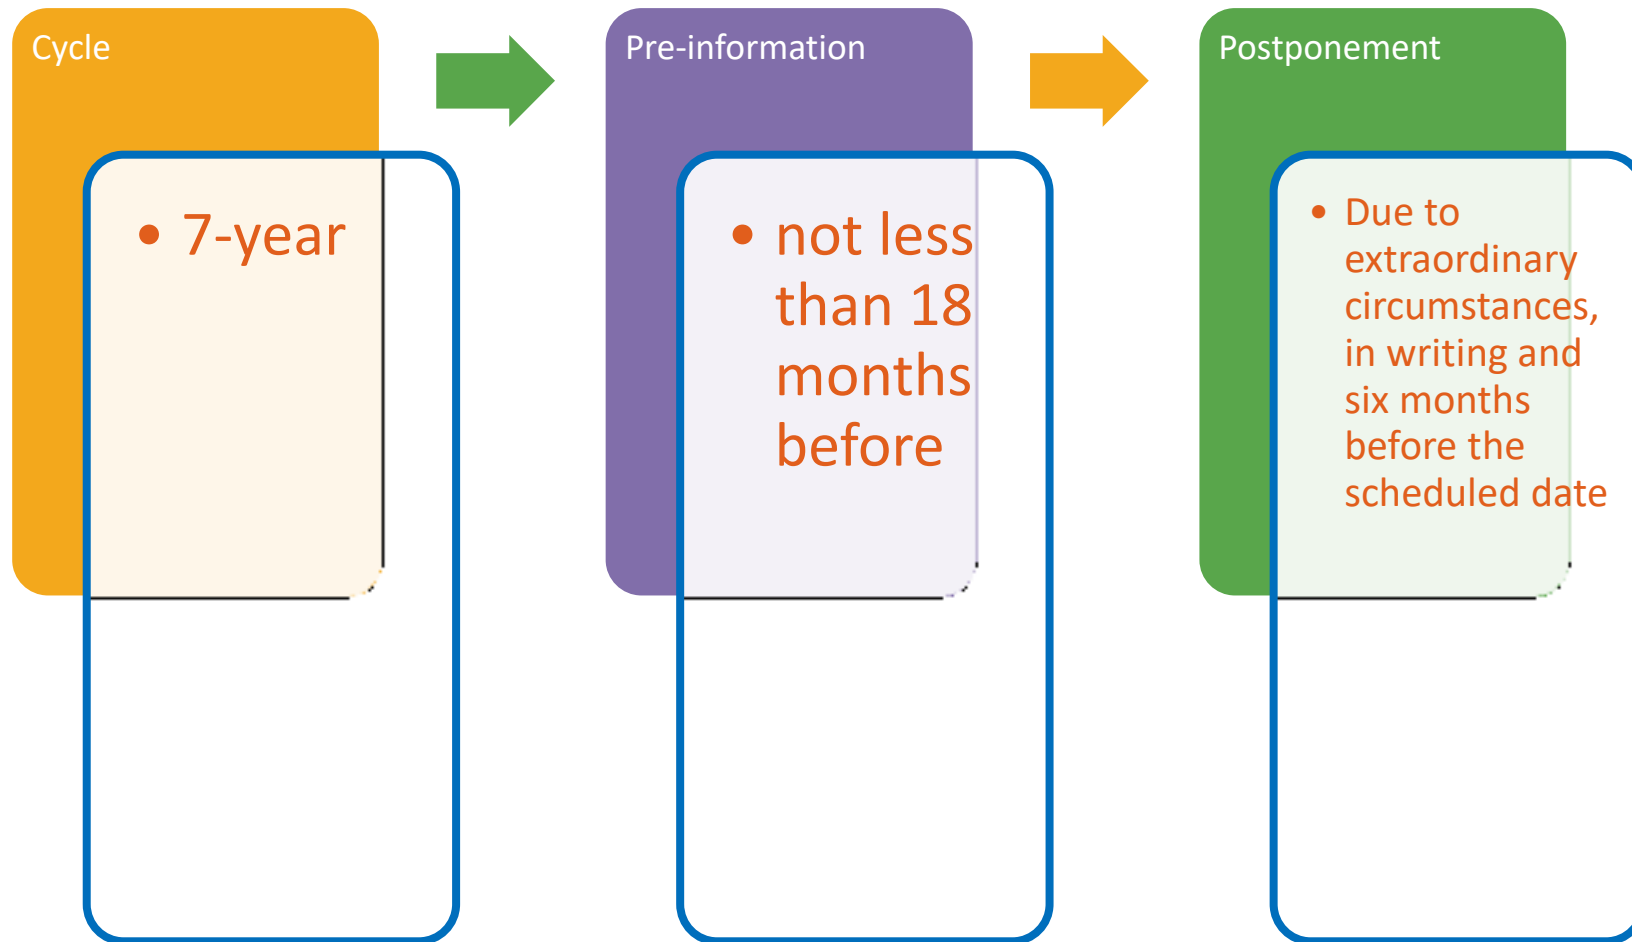 Cycle
• 7-year
Pre-information
• not less
than 18
months
before
Postponement
• Due to
extraordinary
circumstances,
in writing and
six months
before the
scheduled date